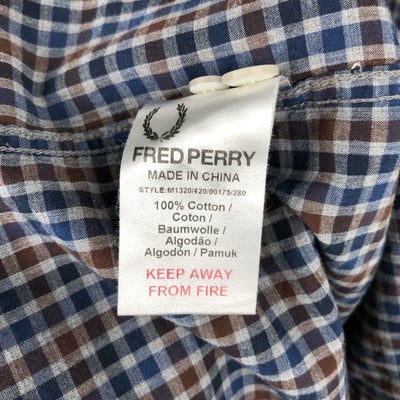 FRED PERRY
MADE IN CHINA
STYLE:M1320/420/00175/280
100% Cotton /
Coton /
Baumwolle /
Algodão /
Algodón / Pamuk
KEEP AWAY
FROM FIRE